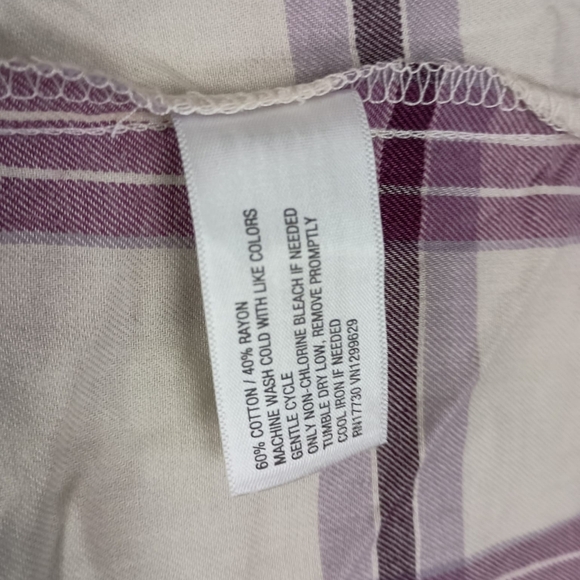 60% COTTON / 40% RAYON
MACHINE WASH COLD WITH LIKE COLORS
GENTLE CYCLE
ONLY NON-CHLORINE BLEACH IF NEEDED
TUMBLE DRY LOW, REMOVE PROMPTLY
COOL IRON IF NEEDED
RN17730 VN1299629